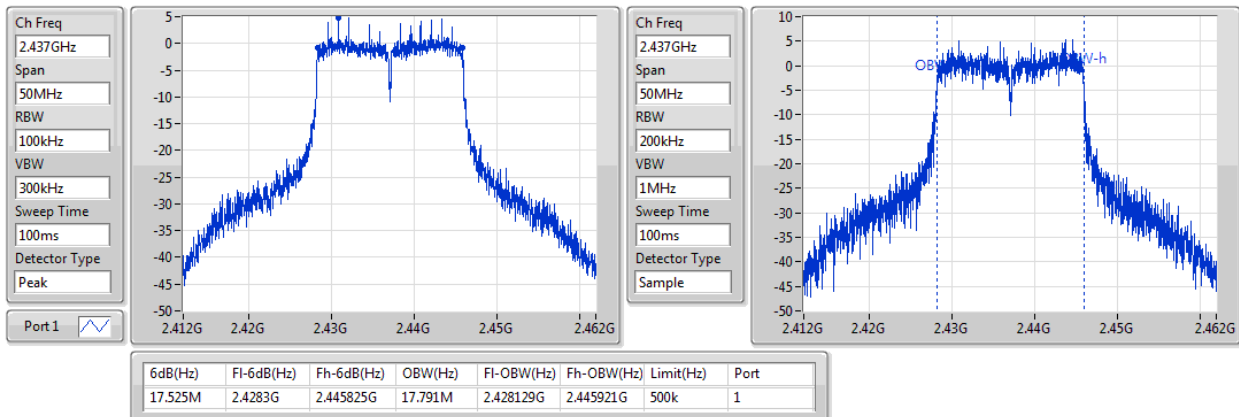 Ch Freq
2.437GHz
Span
50MHz
RBW
100kHz
VBW
300kHz
Sweep Time
100ms
Detector Type
Peak
Port 1
5
0
-5
-10
-15
-20
-25
-30
-35
-40
-45
-50
2.412G 2.42G 2.43G 2.44G 2.45G 2.462G
Ch Freq
2.437GHz
Span
50MHz
RBW
200kHz
VBW
1MHz
Sweep Time
100ms
Detector Type
Sample
10
5
0
-5
-10
-15
-20
-25
-30
-35
-40
-45
-50
2.412G 2.42G 2.43G 2.44G 2.45G 2.462G
6dB(Hz) Fl-6dB(Hz) Fh-6dB(Hz) OBW(Hz) Fl-OBW(Hz) Fh-OBW(Hz) Limit(Hz) Port
17.525M 2.4283G 2.445825G 17.791M 2.428129G 2.445921G 500k 1